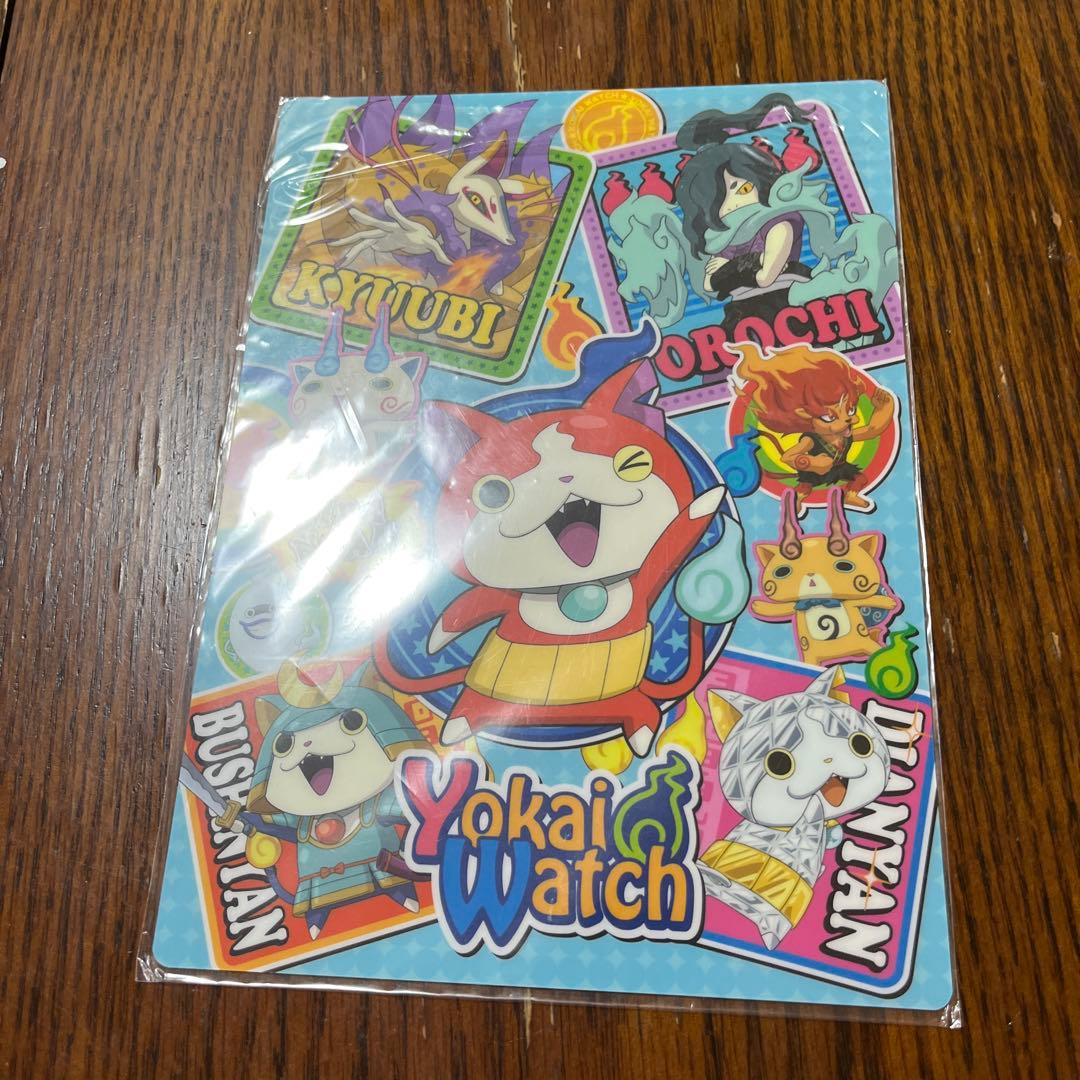 KYUUBI
OROCHI
BUSHINYAN
DIANYAN
Yokai
Watch